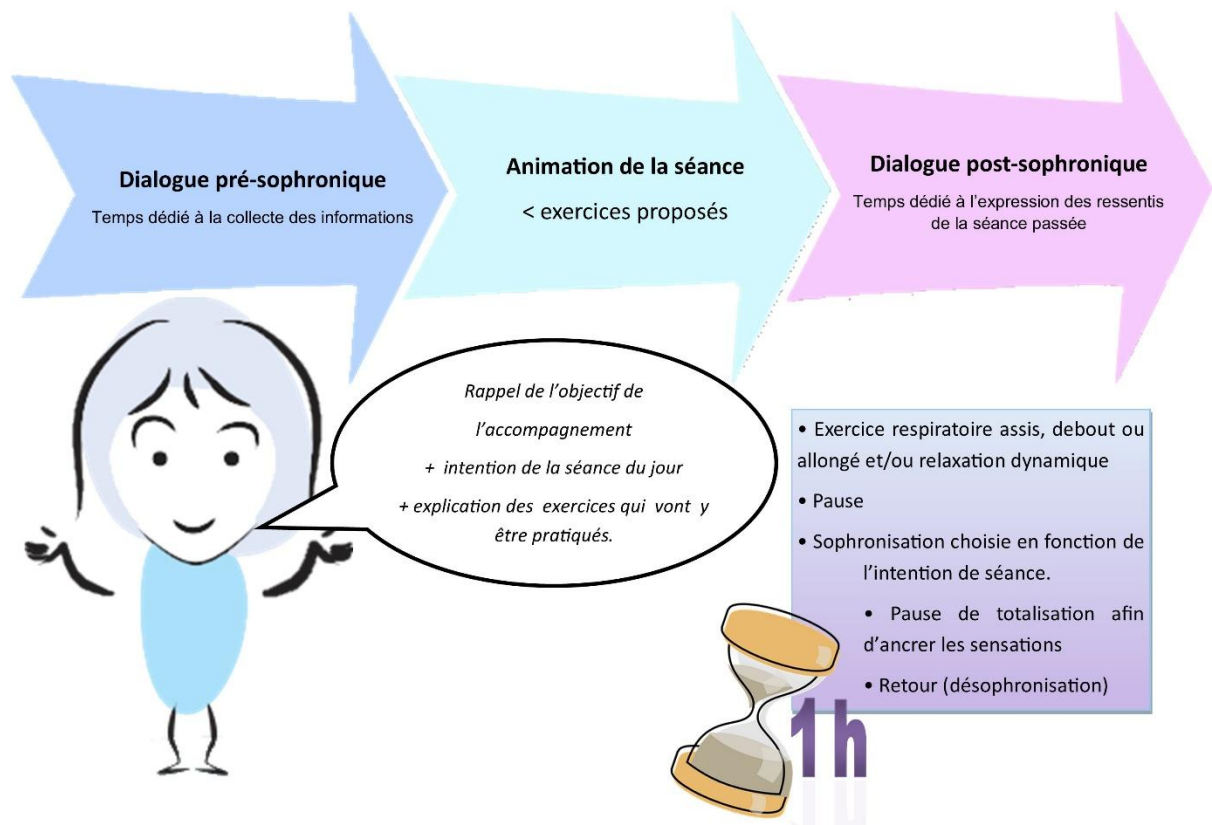 Dialogue pré-sophronique
Temps dédié à la collecte des informations
Animation de la séance
< exercices proposés
Dialogue post-sophronique
Temps dédié à l'expression des ressentis
de la séance passée
Rappel de l'objectif de
l'accompagnement
+ intention de la séance du jour
+ explication des exercices qui vont y
être pratiqués.
• Exercice respiratoire assis, debout ou
allongé et/ou relaxation dynamique
• Pause
• Sophronisation choisie en fonction de
l'intention de séance.
• Pause de totalisation afin
d'ancrer les sensations
• Retour (désophronisation)
1h